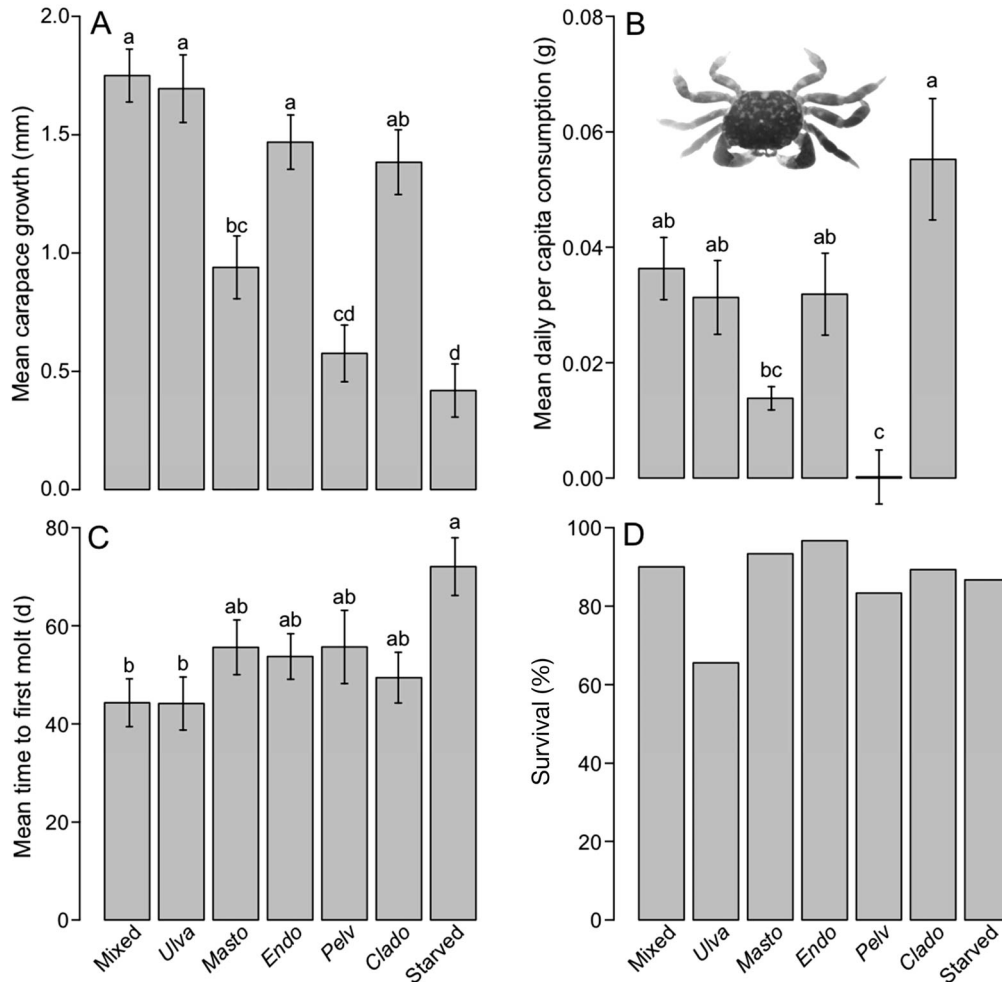 A
Mean carapace growth (mm)
2.0
1.5
1.0
0.5
0.0
a
a
bc
a
cd
ab
d
B
Mean daily per capita consumption (g)
0.08
0.06
0.04
0.02
0.00
ab
ab
bc
ab
c
a
C
Mean time to first molt (d)
80
60
40
20
0
b
b
ab
ab
ab
ab
a
Mixed
Ulva
Masto
Endo
Pelv
Clado
Starved
D
Survival (%)
100
80
60
40
20
0
Mixed
Ulva
Masto
Endo
Pelv
Clado
Starved